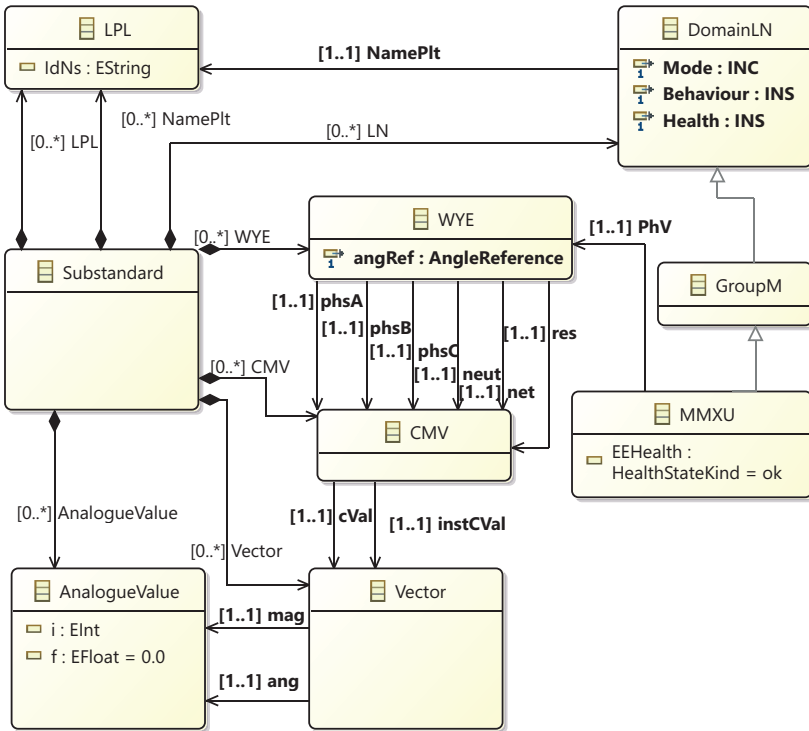 LPL
IdNs : EString
DomainLN
Mode : INC
Behaviour : INS
Health : INS
1
1
1
[1..1] NamePlt
[0..*] NamePlt
[0..*] LPL
[0..*] LN
[0..*] WYE
WYE
angRef : AngleReference
1
[1..1] PhV
Substandard
GroupM
[1..1] phsA
[1..1] phsB
[1..1] phsC
[1..1] neut
[1..1] net
[1..1] res
[0..*] CMV
CMV
MMXU
EEHealth :
HealthStateKind = ok
[0..*] AnalogueValue
[0..*] Vector
[1..1] cVal
[1..1] instCVal
AnalogueValue
i : EInt
f : EFloat = 0.0
[1..1] mag
[1..1] ang
Vector